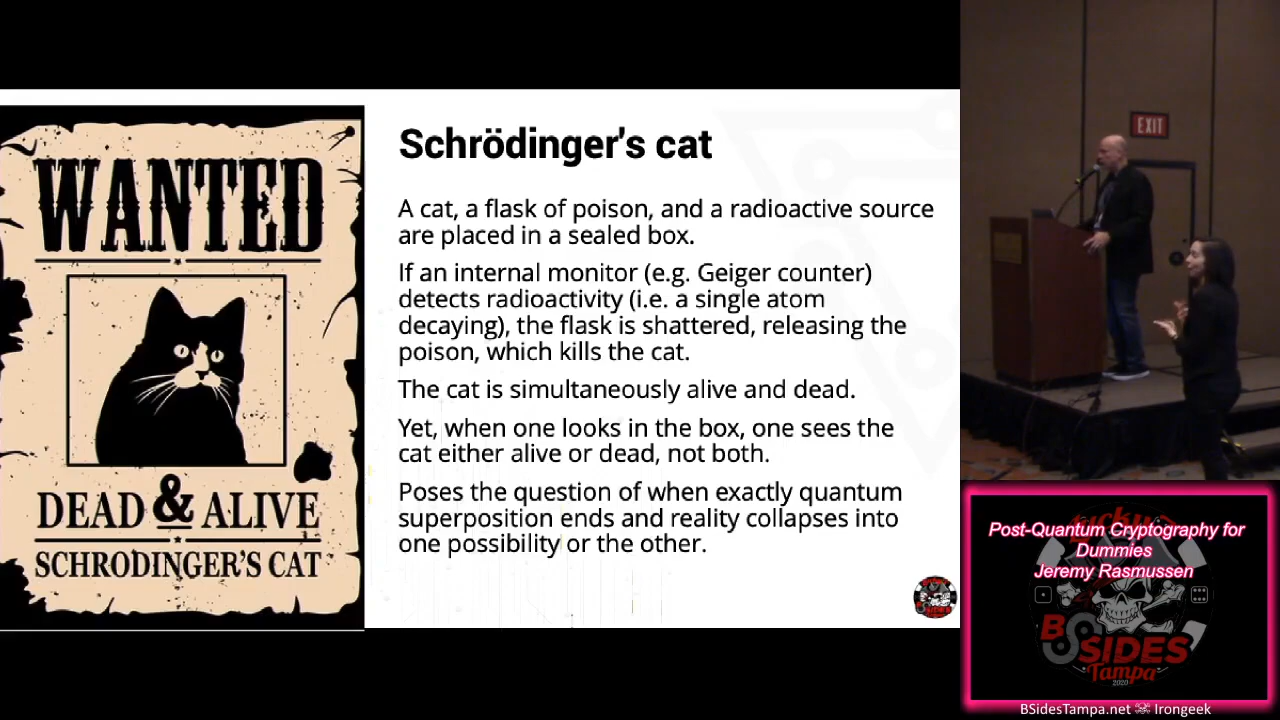 WANTED
DEAD & ALIVE
SCHRODINGER'S CAT
Schrödinger's cat
A cat, a flask of poison, and a radioactive source
are placed in a sealed box.
If an internal monitor (e.g. Geiger counter)
detects radioactivity (i.e. a single atom
decaying), the flask is shattered, releasing the
poison, which kills the cat.
The cat is simultaneously alive and dead.
Yet, when one looks in the box, one sees the
cat either alive or dead, not both.
Poses the question of when exactly quantum
superposition ends and reality collapses into
one possibility or the other.
EXIT
Post-Quantum Cryptography for
Dummies
Jeremy Rasmussen
BSIDES
Tampa
2020
BSidesTampa.net Irongeek